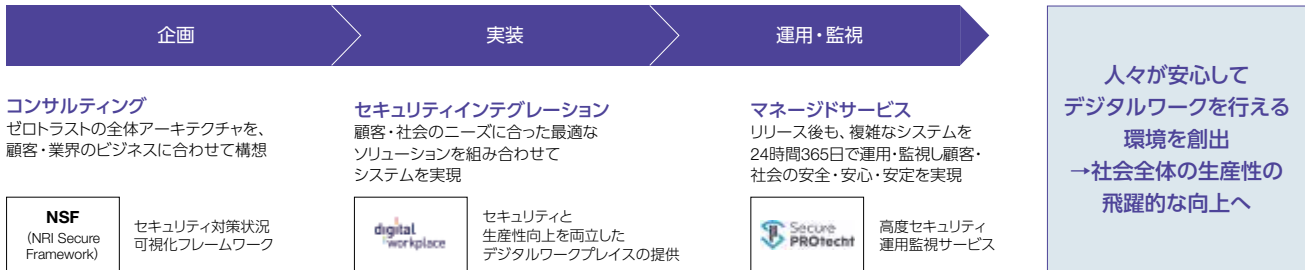 企画
実装
運用・監視
コンサルティング
ゼロトラストの全体アーキテクチャを、
顧客・業界のビジネスに合わせて構想
NSF
(NRI Secure
Framework)
セキュリティ対策状況
可視化フレームワーク
セキュリティインテグレーション
顧客・社会のニーズに合った最適な
ソリューションを組み合わせて
システムを実現
digital
workplace
セキュリティと
生産性向上を両立した
デジタルワークプレイスの提供
マネージドサービス
リリース後も、複雑なシステムを
24時間365日で運用・監視し顧客・
社会の安全・安心・安定を実現
Secure
PROtecht
高度セキュリティ
運用監視サービス
人々が安心して
デジタルワークを行える
環境を創出
→社会全体の生産性の
飛躍的な向上へ